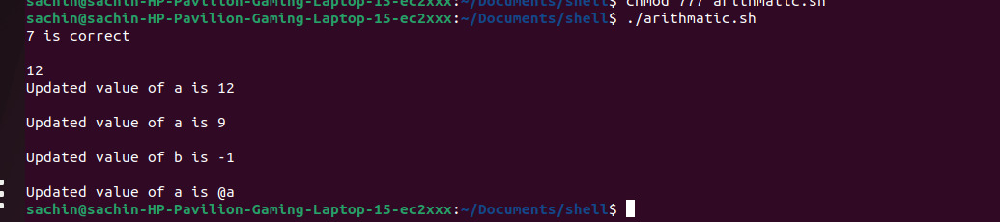 sachin@sachin-HP-Pavilion-Gaming-Laptop-15-ec2xxx:~/Documents/shell$ chmod 777 arithmatic.sh
sachin@sachin-HP-Pavilion-Gaming-Laptop-15-ec2xxx:~/Documents/shell$ ./arithmatic.sh
7 is correct
12
Updated value of a is 12
Updated value of a is 9
Updated value of b is -1
Updated value of a is @a
sachin@sachin-HP-Pavilion-Gaming-Laptop-15-ec2xxx:~/Documents/shell$